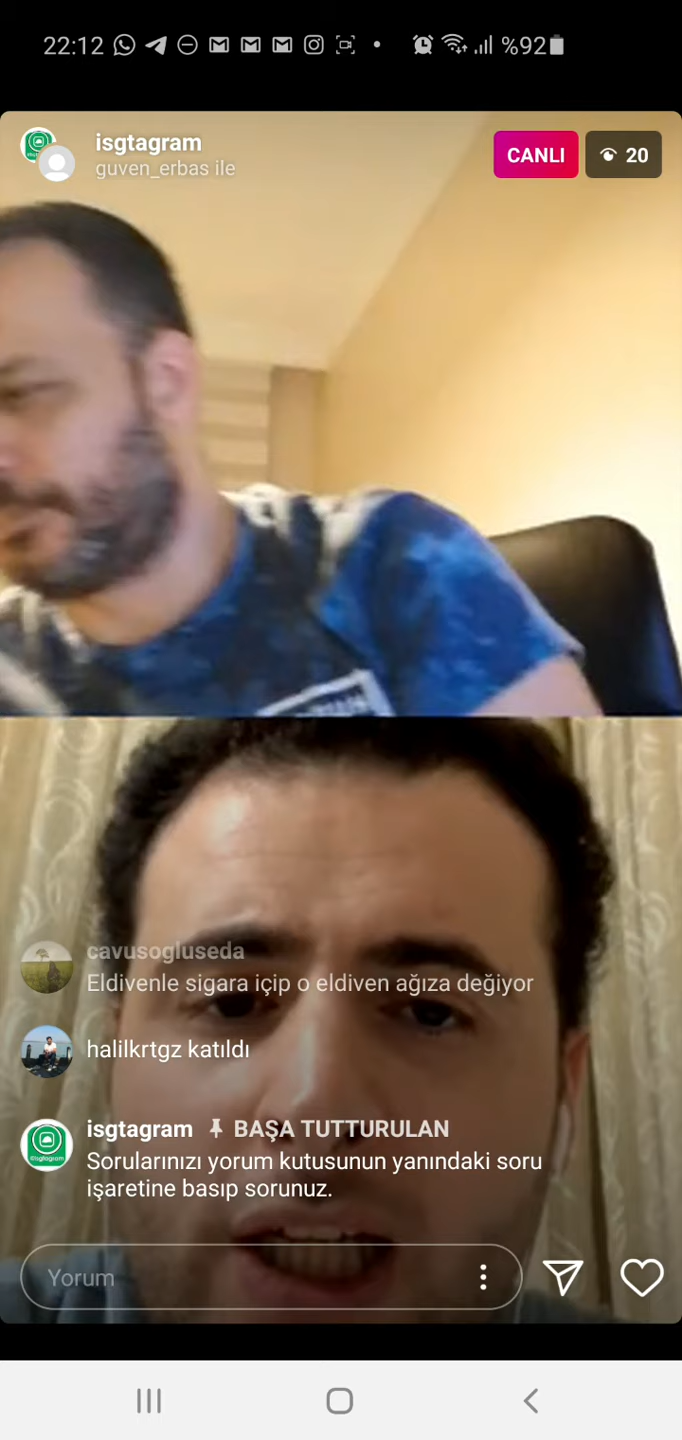 22:12
%92
isgtagram
guven_erbas ile
CANLI
20
cavusogluseda
Eldivenle sigara içip o eldiven ağıza değiyor
halilkrtgz katıldı
isgtagram BAŞA TUTTURULAN
Sorularınızı yorum kutusunun yanındaki soru
işaretine basıp sorunuz.
Yorum